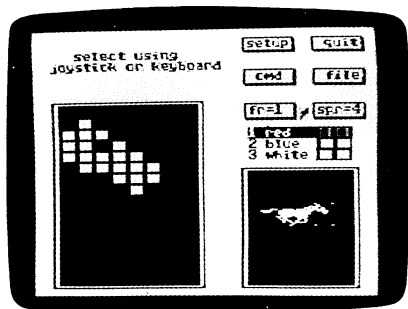 select using
joystick or keyboard
setup quit
cmd file
fr=1 spr=4
1 red
2 blue
3 white